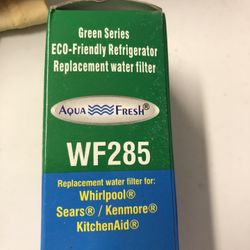 Green Series
ECO-Friendly Refrigerator
Replacement water filter
AQUA FRESH®
WF285
Replacement water filter for:
Whirlpool®
Sears® / Kenmore®
KitchenAid®